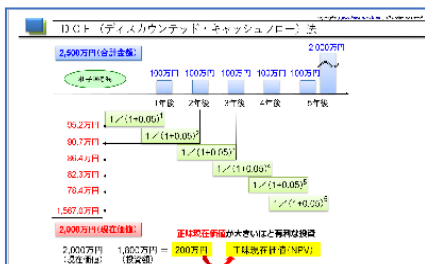 DCF（ディスカウンテッド・キャッシュフロー）法
2,500万円(合計金額)
2,000万円
100万円 100万円 100万円 100万円 100万円
1年後 2年後 3年後 4年後 5年後
95.2万円 1／(1+0.05)1
90.7万円 1／(1+0.05)2
86.4万円 1／(1+0.05)3
82.3万円 1／(1+0.05)4
78.4万円 1／(1+0.05)5
1,567.0万円 1／(1+0.05)5
2,000万円(現在価値)
正味現在価値が大きいほど有利な投資
2,000万円 1,800万円 = 200万円 正味現在価値(NPV)
(現在価値) (投資額)